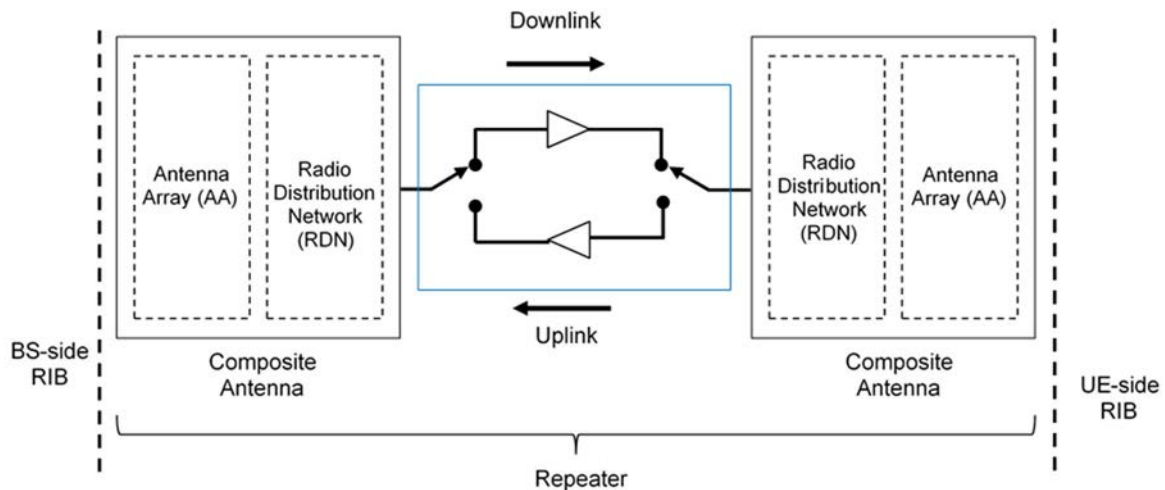 Downlink
Antenna
Array (AA)
Radio
Distribution
Network
(RDN)
Radio
Distribution
Network
(RDN)
Antenna
Array (AA)
Uplink
BS-side
RIB
Composite
Antenna
Composite
Antenna
UE-side
RIB
Repeater